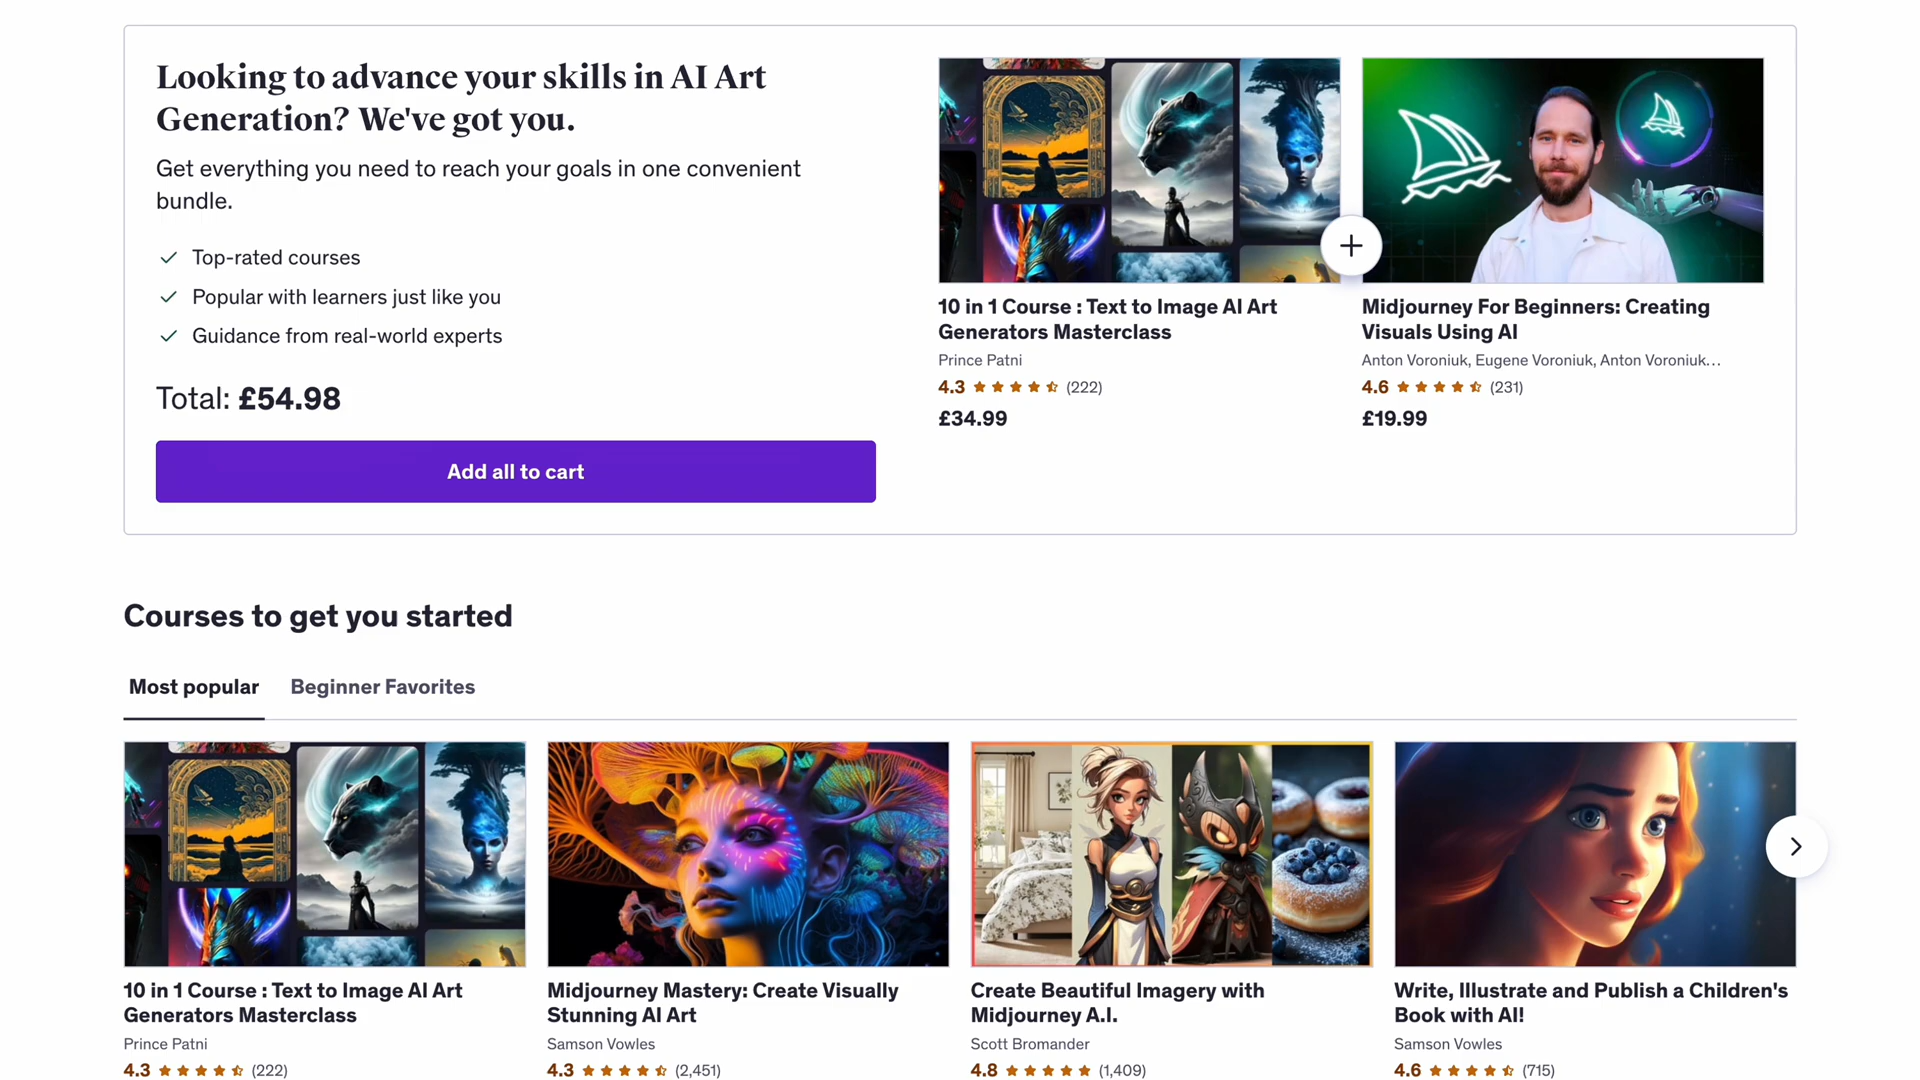 Looking to advance your skills in AI Art
Generation? We've got you.
Get everything you need to reach your goals in one convenient
bundle.
Top-rated courses
Popular with learners just like you
Guidance from real-world experts
Total: £54.98
Add all to cart
10 in 1 Course : Text to Image AI Art
Generators Masterclass
Prince Patni
4.3 (222)
£34.99
Midjourney For Beginners: Creating
Visuals Using AI
Anton Voroniuk, Eugene Voroniuk, Anton Voroniuk…
4.6 (231)
£19.99
Courses to get you started
Most popular
Beginner Favorites
10 in 1 Course : Text to Image AI Art
Generators Masterclass
Prince Patni
4.3 (222)
Midjourney Mastery: Create Visually
Stunning AI Art
Samson Vowles
4.3 (2,451)
Create Beautiful Imagery with
Midjourney A.I.
Scott Bromander
4.8 (1,409)
Write, Illustrate and Publish a Children's
Book with AI!
Samson Vowles
4.6 (715)